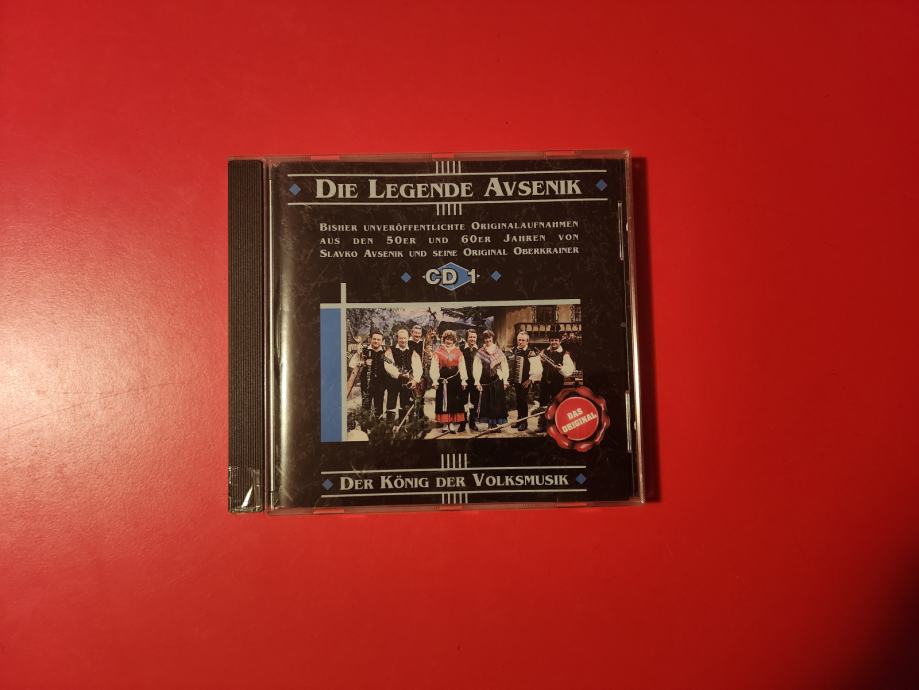 DIE LEGENDE AVSENIK
BISHER UNVERÖFFENTLICHTE ORIGINALAUFNAHMEN
AUS DEN 50ER UND 60ER JAHREN VON
SLAVKO AVSENIK UND SEINE ORIGINAL OBERKRAINER
CD 1
DAS
ORIGINAL
DER KÖNIG DER VOLKSMUSIK